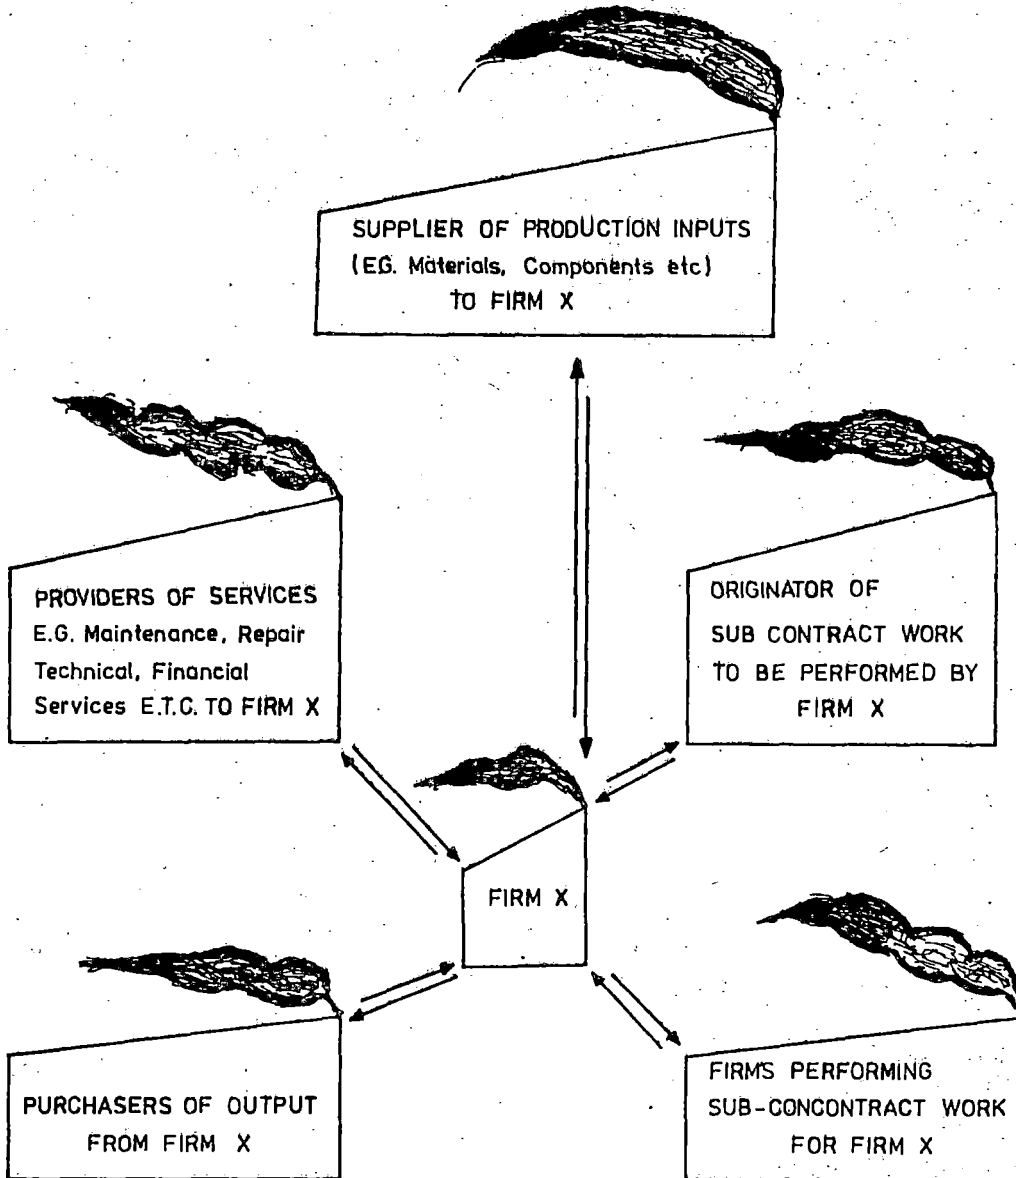 SUPPLIER OF PRODUCTION INPUTS
(EG. Materials, Components etc)
TO FIRM X
PROVIDERS OF SERVICES
E.G. Maintenance, Repair
Technical, Financial
Services E.T.C. TO FIRM X
ORIGINATOR OF
SUB CONTRACT WORK
TO BE PERFORMED BY
FIRM X
FIRM X
PURCHASERS OF OUTPUT
FROM FIRM X
FIRM'S PERFORMING
SUB-CONCONTRACT WORK
FOR FIRM X